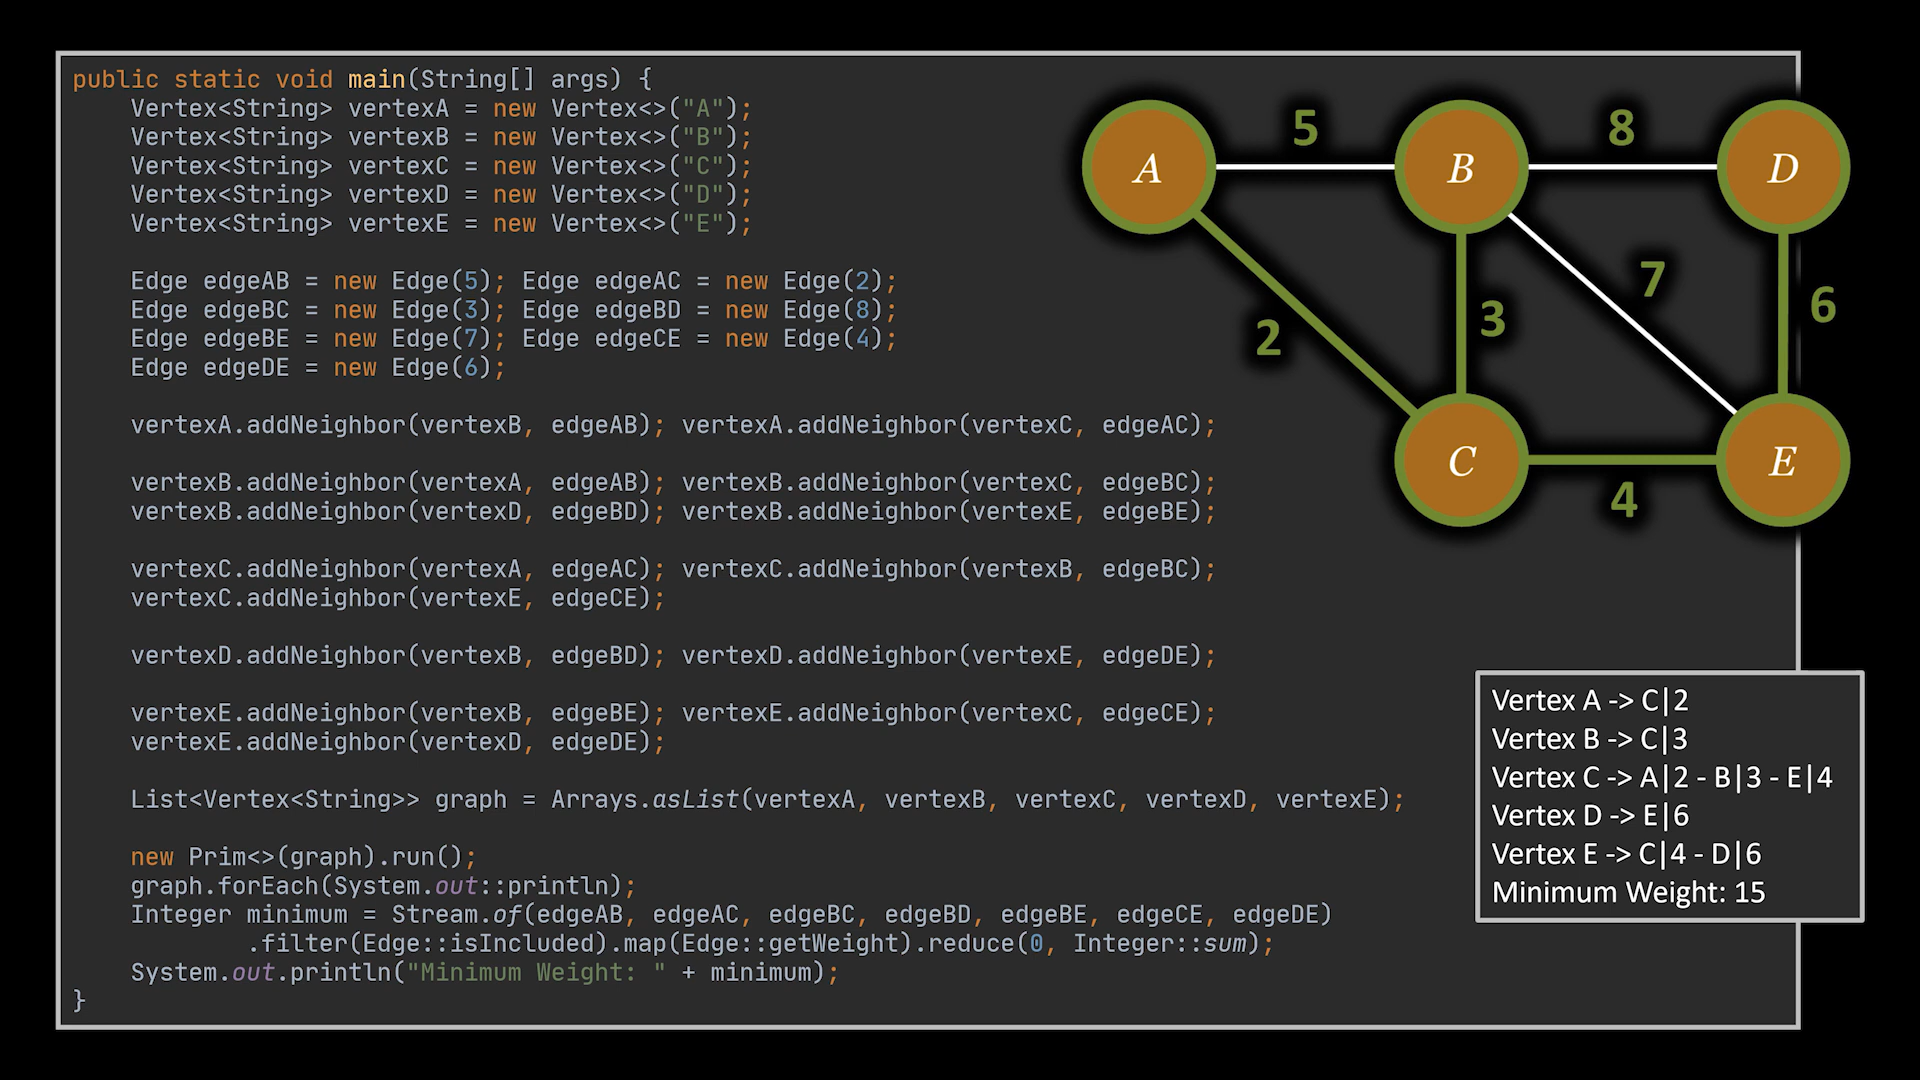 public static void main(String[] args) {
    Vertex<String> vertexA = new Vertex<>("A");
    Vertex<String> vertexB = new Vertex<>("B");
    Vertex<String> vertexC = new Vertex<>("C");
    Vertex<String> vertexD = new Vertex<>("D");
    Vertex<String> vertexE = new Vertex<>("E");
    Edge edgeAB = new Edge(5); Edge edgeAC = new Edge(2);
    Edge edgeBC = new Edge(3); Edge edgeBD = new Edge(8);
    Edge edgeBE = new Edge(7); Edge edgeCE = new Edge(4);
    Edge edgeDE = new Edge(6);
    vertexA.addNeighbor(vertexB, edgeAB); vertexA.addNeighbor(vertexC, edgeAC);
    vertexB.addNeighbor(vertexA, edgeAB); vertexB.addNeighbor(vertexC, edgeBC);
    vertexB.addNeighbor(vertexD, edgeBD); vertexB.addNeighbor(vertexE, edgeBE);
    vertexC.addNeighbor(vertexA, edgeAC); vertexC.addNeighbor(vertexB, edgeBC);
    vertexC.addNeighbor(vertexE, edgeCE);
    vertexD.addNeighbor(vertexB, edgeBD); vertexD.addNeighbor(vertexE, edgeDE);
    vertexE.addNeighbor(vertexB, edgeBE); vertexE.addNeighbor(vertexC, edgeCE);
    vertexE.addNeighbor(vertexD, edgeDE);
    List<Vertex<String>> graph = Arrays.asList(vertexA, vertexB, vertexC, vertexD, vertexE);
    new Prim<>(graph).run();
    graph.forEach(System.out::println);
    Integer minimum = Stream.of(edgeAB, edgeAC, edgeBC, edgeBD, edgeBE, edgeCE, edgeDE)
            .filter(Edge::isIncluded).map(Edge::getWeight).reduce(0, Integer::sum);
    System.out.println("Minimum Weight: " + minimum);
}
5 8
A B D
7
2 3 6
C E
4
Vertex A -> C|2
Vertex B -> C|3
Vertex C -> A|2 - B|3 - E|4
Vertex D -> E|6
Vertex E -> C|4 - D|6
Minimum Weight: 15